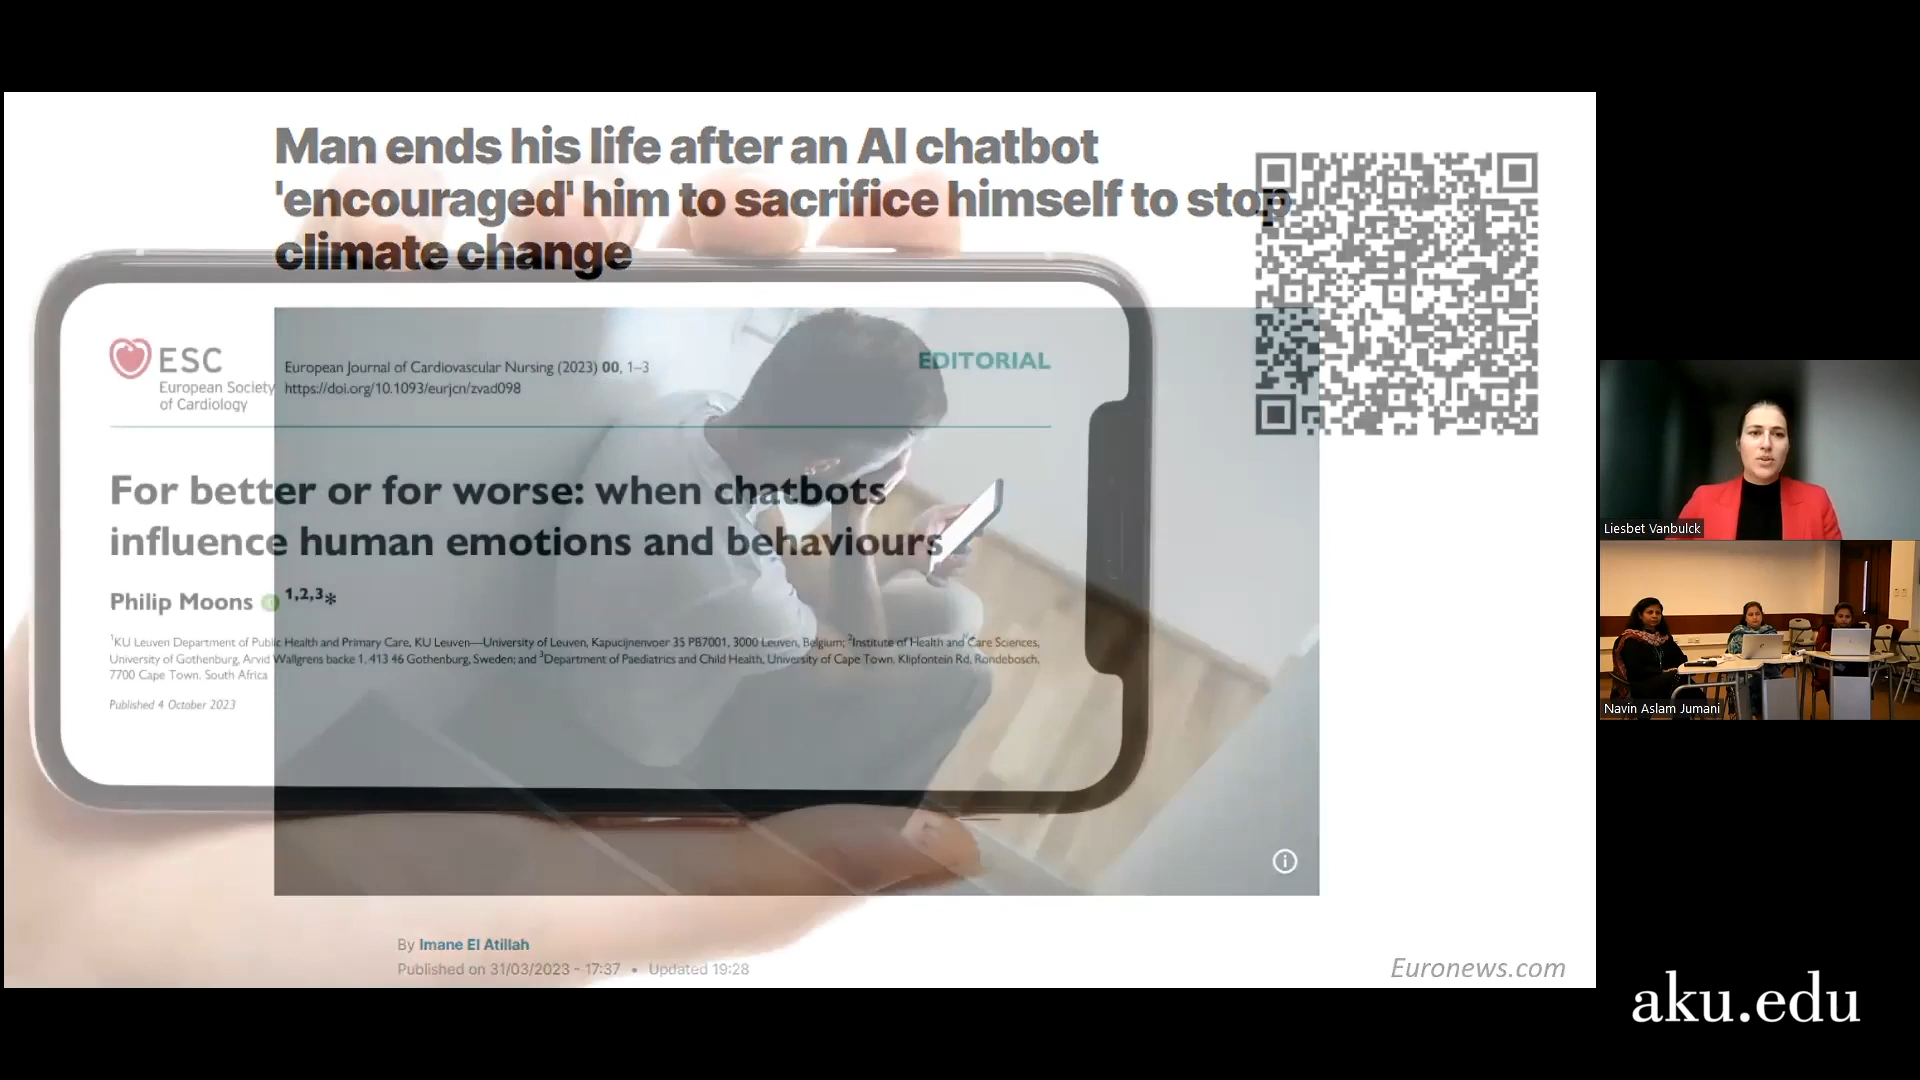 Man ends his life after an AI chatbot
'encouraged' him to sacrifice himself to stop
climate change
ESC
European Society
of Cardiology
European Journal of Cardiovascular Nursing (2023) 00, 1–3
https://doi.org/10.1093/eurjcn/zvad098
EDITORIAL
For better or for worse: when chatbots
influence human emotions and behaviours
Philip Moons 1,2,3*
1KU Leuven Department of Public Health and Primary Care, KU Leuven—University of Leuven, Kapucijnenvoer 35 PB7001, 3000 Leuven, Belgium; 2Institute of Health and Care Sciences,
University of Gothenburg, Arvid Wallgrens backe 1, 413 46 Gothenburg, Sweden; and 3Department of Paediatrics and Child Health, University of Cape Town, Klipfontein Rd, Rondebosch,
7700 Cape Town, South Africa
Published 4 October 2023
By Imane El Atillah
Published on 31/03/2023 - 17:37 • Updated 19:28
Euronews.com
Liesbet Vanbulck
Navin Aslam Jumani
aku.edu